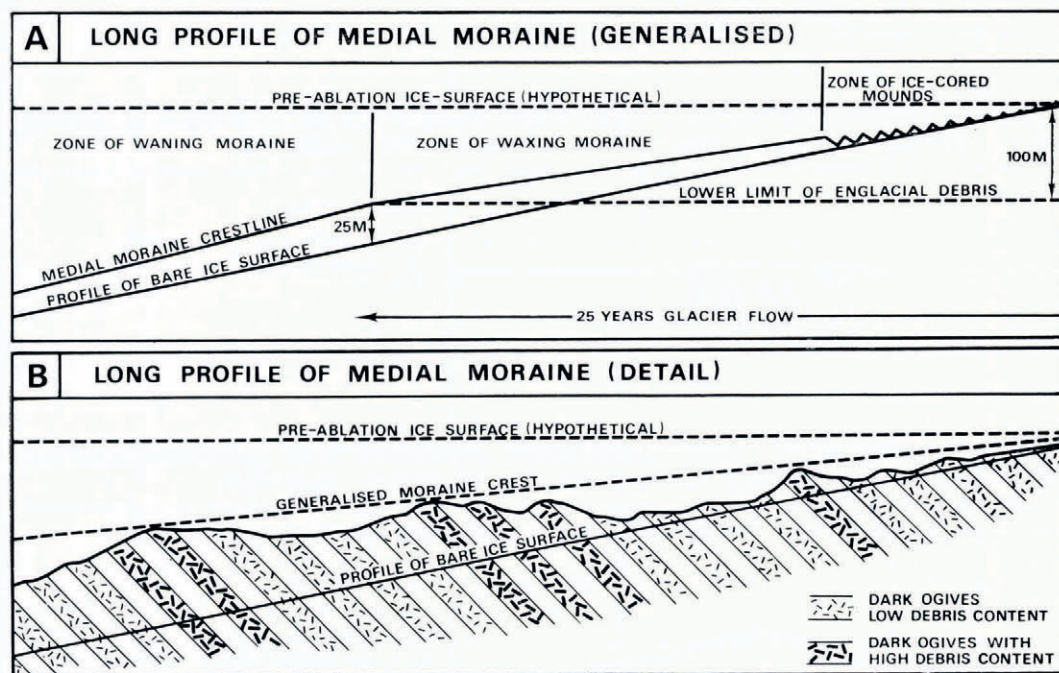 A
LONG PROFILE OF MEDIAL MORAINE (GENERALISED)
PRE-ABLATION ICE-SURFACE (HYPOTHETICAL)
ZONE OF ICE-CORED
MOUNDS
ZONE OF WANING MORAINE
ZONE OF WAXING MORAINE
100M
LOWER LIMIT OF ENGLACIAL DEBRIS
25M
MEDIAL MORAINE CRESTLINE
PROFILE OF BARE ICE SURFACE
25 YEARS GLACIER FLOW
B
LONG PROFILE OF MEDIAL MORAINE (DETAIL)
PRE-ABLATION ICE SURFACE (HYPOTHETICAL)
GENERALISED MORAINE CREST
PROFILE OF BARE ICE SURFACE
DARK OGIVES
LOW DEBRIS CONTENT
DARK OGIVES WITH
HIGH DEBRIS CONTENT